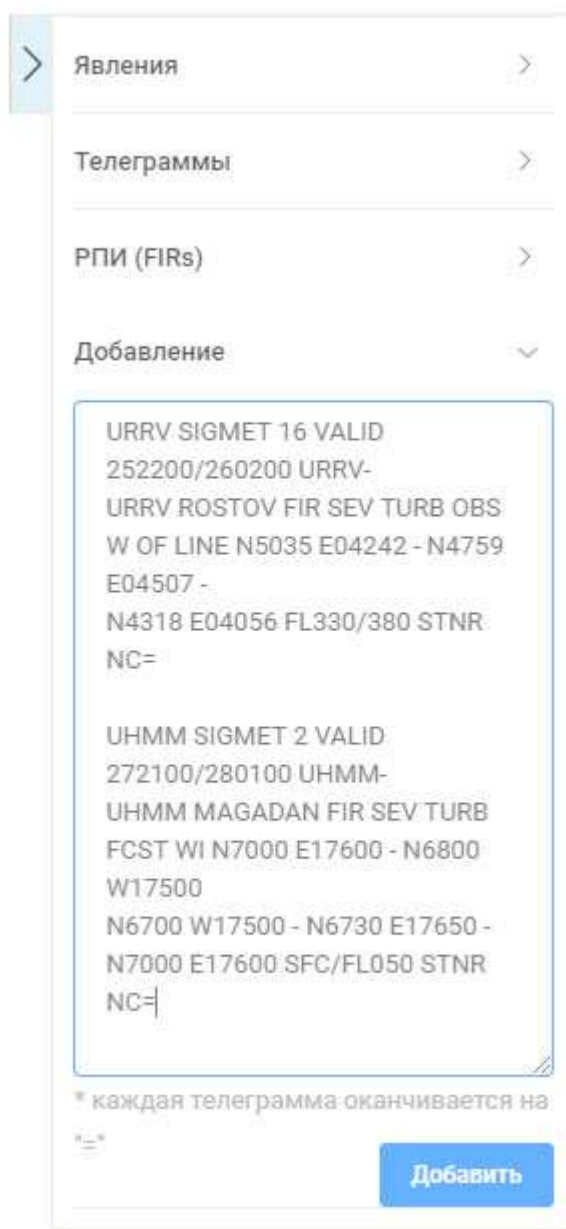 Явления
Телеграммы
РПИ (FIRs)
Добавление
URRV SIGMET 16 VALID
252200/260200 URRV-
URRV ROSTOV FIR SEV TURB OBS
W OF LINE N5035 E04242 - N4759
E04507 -
N4318 E04056 FL330/380 STNR
NC=
UHMM SIGMET 2 VALID
272100/280100 UHMM-
UHMM MAGADAN FIR SEV TURB
FCST WI N7000 E17600 - N6800
W17500
N6700 W17500 - N6730 E17650 -
N7000 E17600 SFC/FL050 STNR
NC=
* каждая телеграмма оканчивается на
"="
Добавить